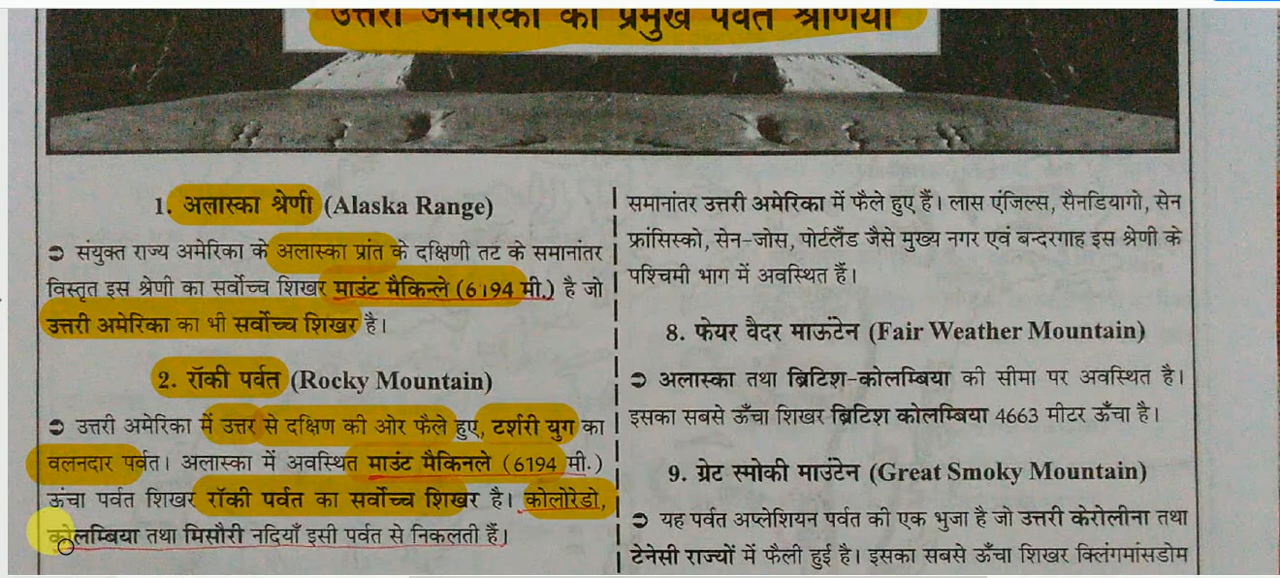 उत्तरी अमेरिका की प्रमुख पर्वत श्रेणियाँ
1. अलास्का श्रेणी (Alaska Range)
➲ संयुक्त राज्य अमेरिका के अलास्का प्रांत के दक्षिणी तट के समानांतर
विस्तृत इस श्रेणी का सर्वोच्च शिखर माउंट मैकिन्ले (6194 मी.) है जो
उत्तरी अमेरिका का भी सर्वोच्च शिखर है।
2. रॉकी पर्वत (Rocky Mountain)
➲ उत्तरी अमेरिका में उत्तर से दक्षिण की ओर फैले हुए, टर्शरी युग का
वलनदार पर्वत। अलास्का में अवस्थित माउंट मैकिनले (6194 मी.)
ऊंचा पर्वत शिखर रॉकी पर्वत का सर्वोच्च शिखर है। कोलोरेडो,
कोलम्बिया तथा मिसौरी नदियाँ इसी पर्वत से निकलती हैं।
समानांतर उत्तरी अमेरिका में फैले हुए हैं। लास एंजिल्स, सैनडियागो, सेन
फ्रांसिस्को, सेन-जोस, पोर्टलैंड जैसे मुख्य नगर एवं बन्दरगाह इस श्रेणी के
पश्चिमी भाग में अवस्थित हैं।
8. फेयर वैदर माऊंटेन (Fair Weather Mountain)
➲ अलास्का तथा ब्रिटिश-कोलम्बिया की सीमा पर अवस्थित है।
इसका सबसे ऊँचा शिखर ब्रिटिश कोलम्बिया 4663 मीटर ऊँचा है।
9. ग्रेट स्मोकी माउंटेन (Great Smoky Mountain)
➲ यह पर्वत अप्लेशियन पर्वत की एक भुजा है जो उत्तरी केरोलीना तथा
टेनेसी राज्यों में फैली हुई है। इसका सबसे ऊँचा शिखर क्लिंगमांसडोम